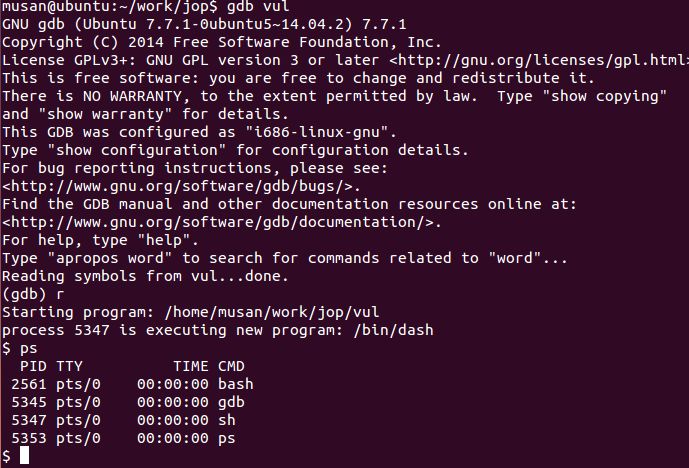 musan@ubuntu:~/work/jop$ gdb vul
GNU gdb (Ubuntu 7.7.1-0ubuntu5~14.04.2) 7.7.1
Copyright (C) 2014 Free Software Foundation, Inc.
License GPLv3+: GNU GPL version 3 or later <http://gnu.org/licenses/gpl.html>
This is free software: you are free to change and redistribute it.
There is NO WARRANTY, to the extent permitted by law.  Type "show copying"
and "show warranty" for details.
This GDB was configured as "i686-linux-gnu".
Type "show configuration" for configuration details.
For bug reporting instructions, please see:
<http://www.gnu.org/software/gdb/bugs/>.
Find the GDB manual and other documentation resources online at:
<http://www.gnu.org/software/gdb/documentation/>.
For help, type "help".
Type "apropos word" to search for commands related to "word"...
Reading symbols from vul...done.
(gdb) r
Starting program: /home/musan/work/jop/vul
process 5347 is executing new program: /bin/dash
$ ps
  PID TTY          TIME CMD
 2561 pts/0    00:00:00 bash
 5345 pts/0    00:00:00 gdb
 5347 pts/0    00:00:00 sh
 5353 pts/0    00:00:00 ps
$